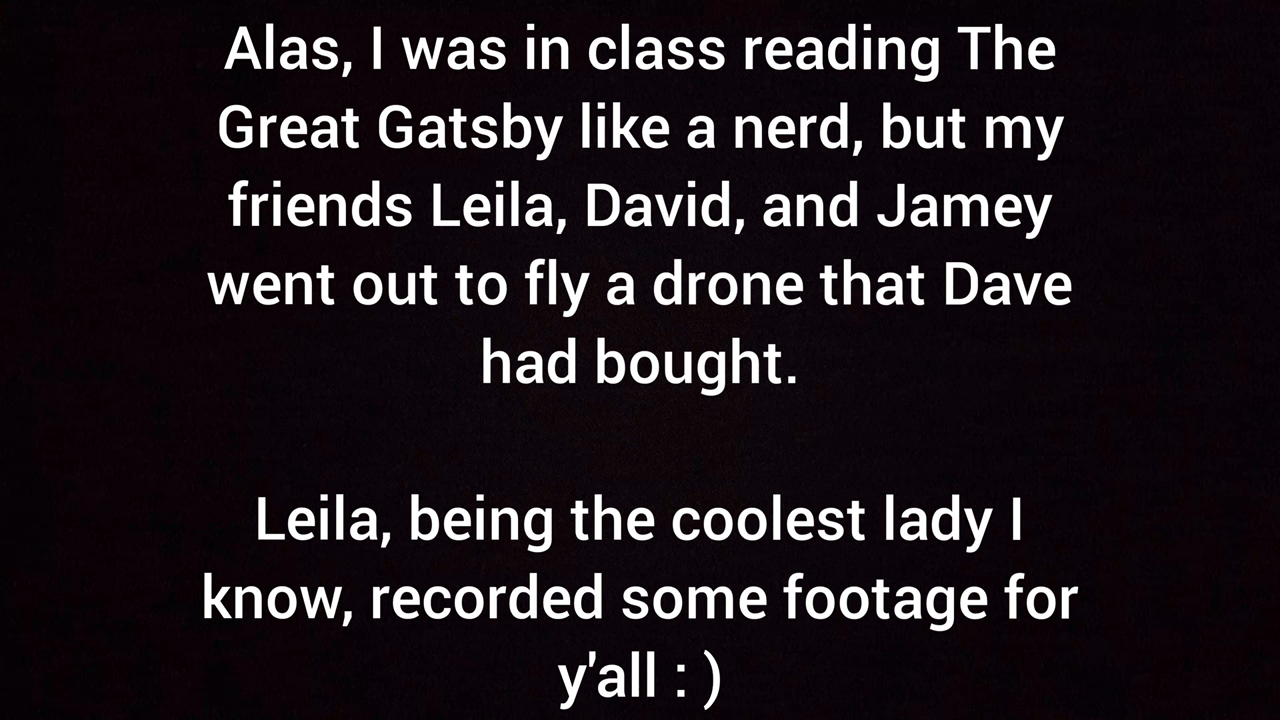 Alas, I was in class reading The
Great Gatsby like a nerd, but my
friends Leila, David, and Jamey
went out to fly a drone that Dave
had bought.
Leila, being the coolest lady I
know, recorded some footage for
y'all : )